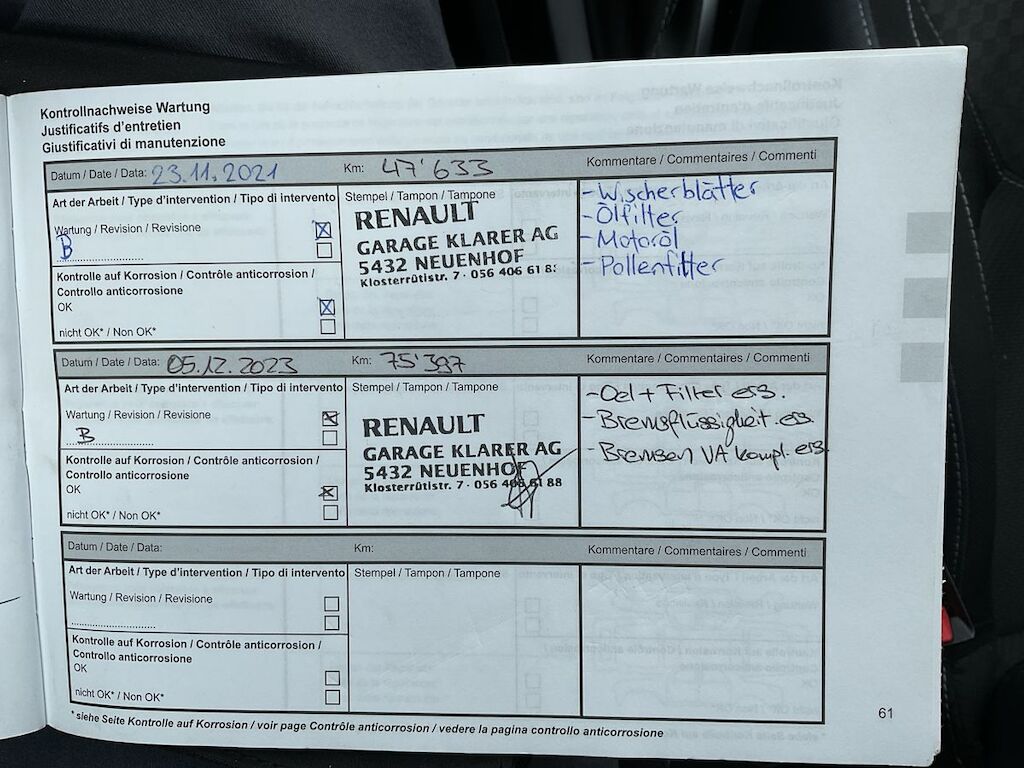 Kontrollnachweise Wartung
Justificatifs d'entretien
Giustificativi di manutenzione
Datum / Date / Data: 23.11.2021 Km: 47'633 Kommentare / Commentaires / Commenti
Art der Arbeit / Type d'intervention / Tipo di intervento
Wartung / Revision / Revisione
B
Kontrolle auf Korrosion / Contrôle anticorrosion /
Controllo anticorrosione
OK
nicht OK* / Non OK*
Stempel / Tampon / Tampone
RENAULT
GARAGE KLARER AG
5432 NEUENHOF
Klosterrütistr. 7 · 056 406 61 8
- Wischerblätter
- Ölfilter
- Motoröl
- Pollenfilter
Datum / Date / Data: 05.12.2023 Km: 75'397 Kommentare / Commentaires / Commenti
Art der Arbeit / Type d'intervention / Tipo di intervento
Wartung / Revision / Revisione
B
Kontrolle auf Korrosion / Contrôle anticorrosion /
Controllo anticorrosione
OK
nicht OK* / Non OK*
Stempel / Tampon / Tampone
RENAULT
GARAGE KLARER AG
5432 NEUENHOF
Klosterrütistr. 7 · 056 406 61 88
- Oel + Filter ers.
- Bremsflüssigkeit ers.
- Bremsen VA kompl. ers.
Datum / Date / Data: Km: Kommentare / Commentaires / Commenti
Art der Arbeit / Type d'intervention / Tipo di intervento
Wartung / Revision / Revisione
Kontrolle auf Korrosion / Contrôle anticorrosion /
Controllo anticorrosione
OK
nicht OK* / Non OK*
Stempel / Tampon / Tampone
* siehe Seite Kontrolle auf Korrosion / voir page Contrôle anticorrosion / vedere la pagina controllo anticorrosione
61